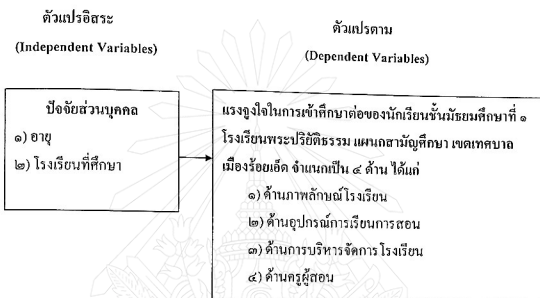 ตัวแปรอิสระ
(Independent Variables)
ตัวแปรตาม
(Dependent Variables)
ปัจจัยส่วนบุคคล
๑) อายุ
๒) โรงเรียนที่ศึกษา
แรงจูงใจในการเข้าศึกษาต่อของนักเรียนชั้นมัธยมศึกษาที่ ๑
โรงเรียนพระปริยัติธรรม แผนกสามัญศึกษา เขตเทศบาล
เมืองร้อยเอ็ด จำแนกเป็น ๔ ด้าน ได้แก่
๑) ด้านภาพลักษณ์โรงเรียน
๒) ด้านอุปกรณ์การเรียนการสอน
๓) ด้านการบริหารจัดการโรงเรียน
๔) ด้านครูผู้สอน